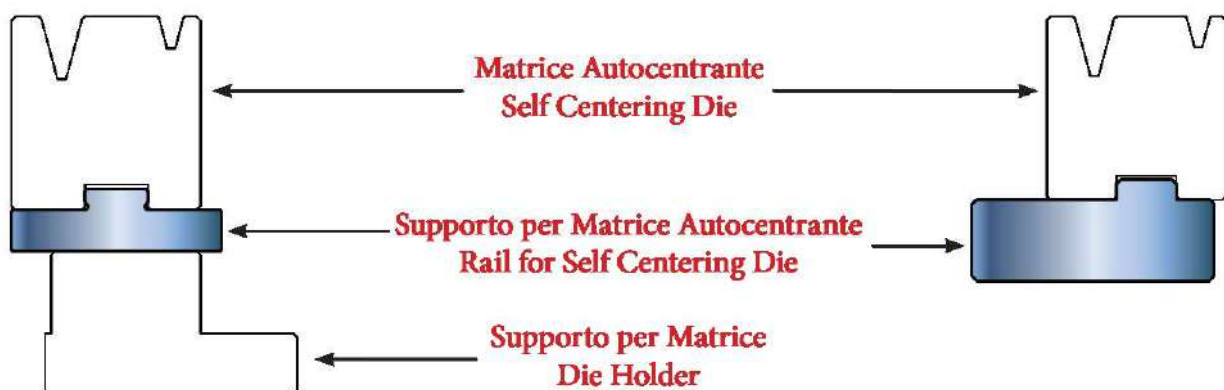 Matrice Autocentrante
Self Centering Die
Supporto per Matrice Autocentrante
Rail for Self Centering Die
Supporto per Matrice
Die Holder